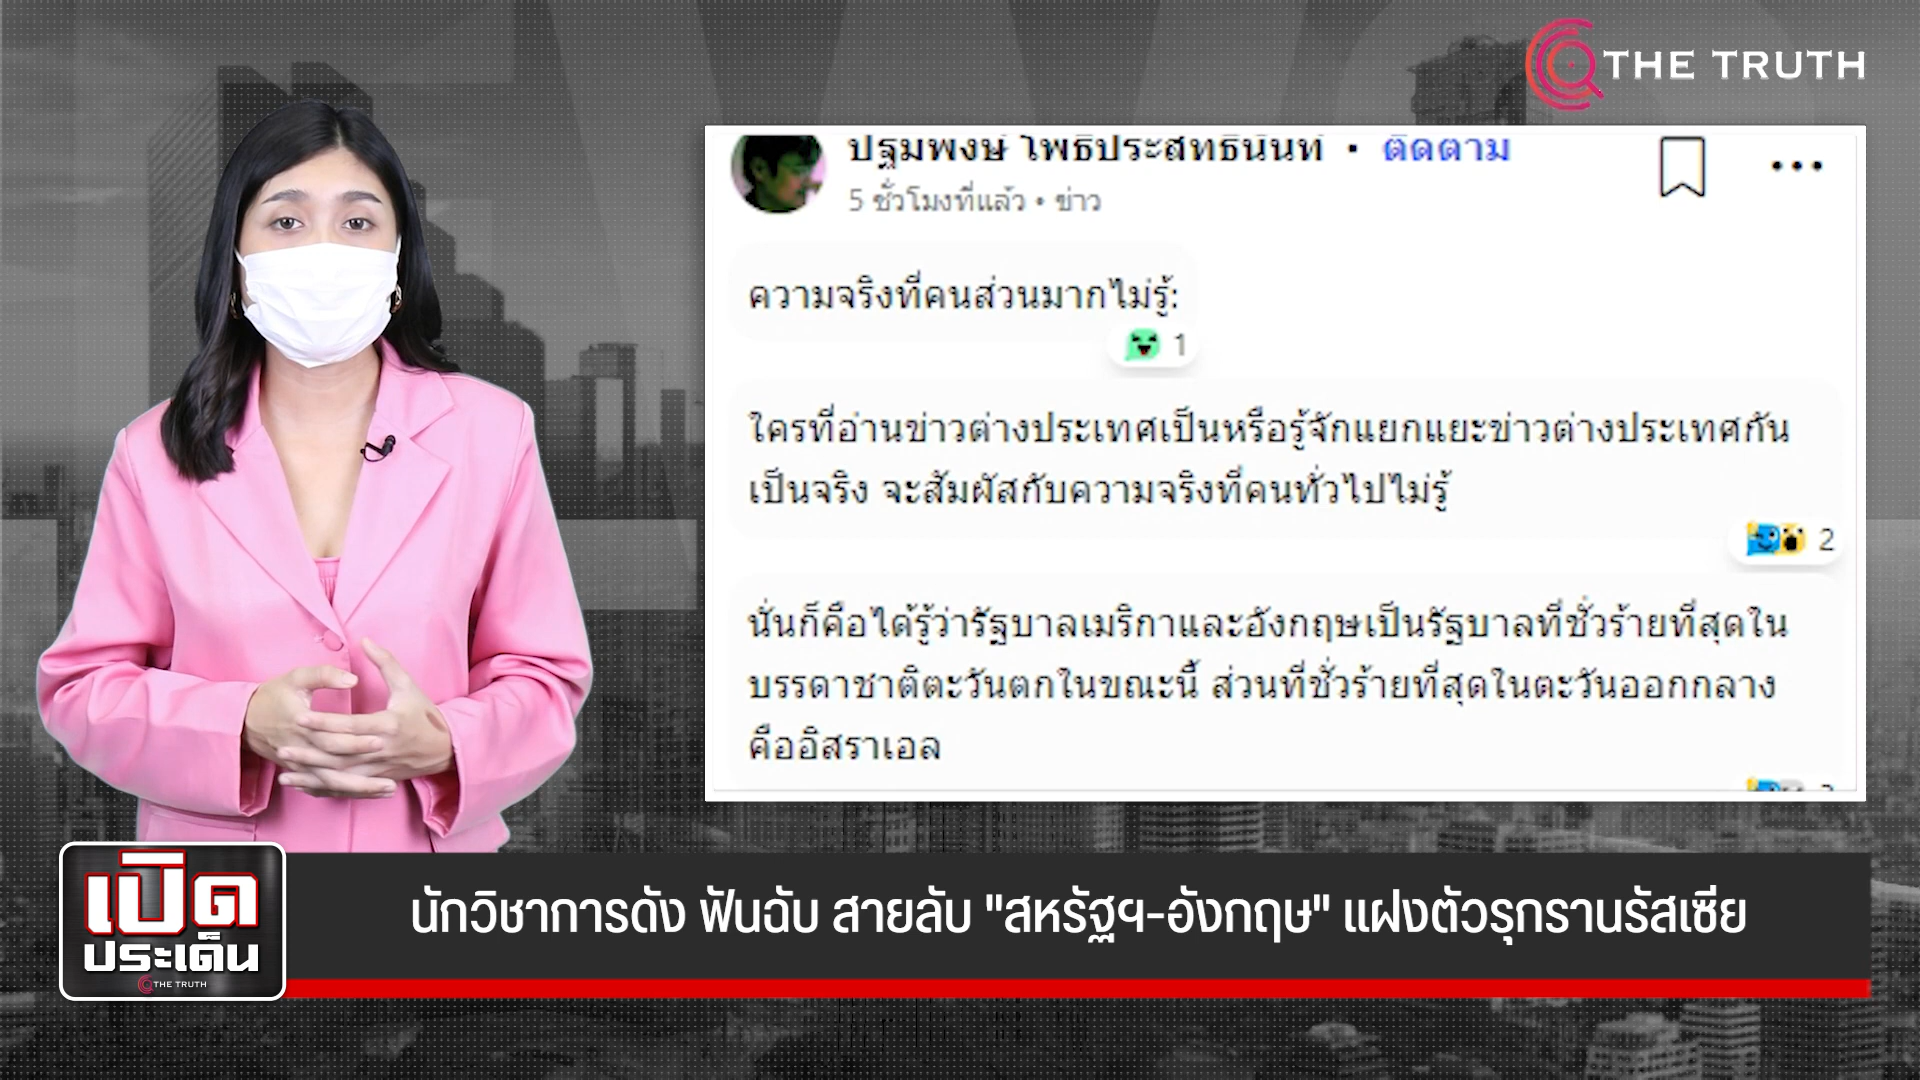 THE TRUTH
ปฐมพงษ์ โพธิ์ประสิทธินันท์ • ติดตาม
5 ชั่วโมงที่แล้ว • ข่าว
ความจริงที่คนส่วนมากไม่รู้:
1
ใครที่อ่านข่าวต่างประเทศเป็นหรือรู้จักแยกแยะข่าวต่างประเทศกัน
เป็นจริง จะสัมผัสกับความจริงที่คนทั่วไปไม่รู้
2
นั่นก็คือได้รู้ว่ารัฐบาลเมริกาและอังกฤษเป็นรัฐบาลที่ชั่วร้ายที่สุดใน
บรรดาชาติตะวันตกในขณะนี้ ส่วนที่ชั่วร้ายที่สุดในตะวันออกกลาง
คืออิสราเอล
เปิด
ประเด็น
THE TRUTH
นักวิชาการดัง ฟันฉับ สายลับ "สหรัฐฯ-อังกฤษ" แฝงตัวรุกรานรัสเซีย